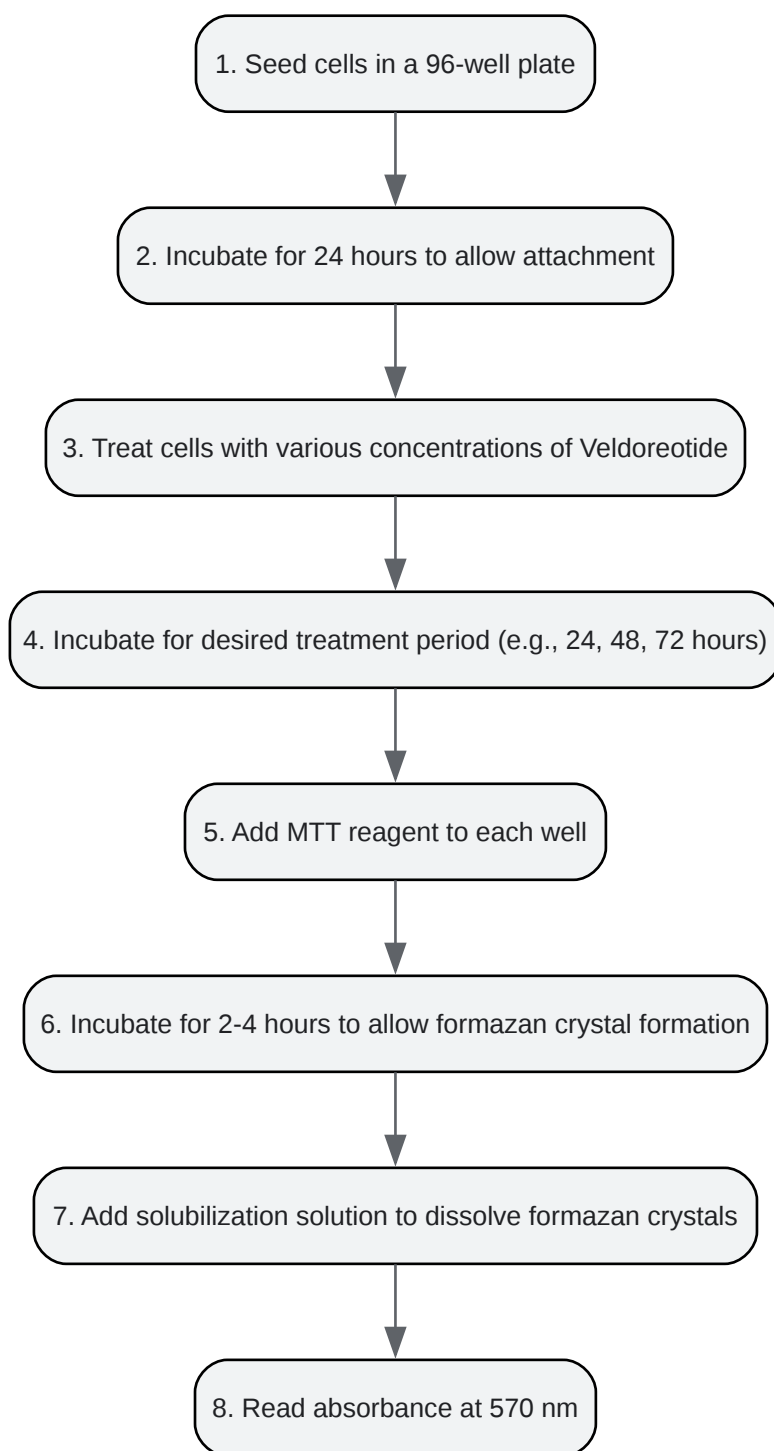 1. Seed cells in a 96-well plate
2. Incubate for 24 hours to allow attachment
3. Treat cells with various concentrations of Veldoreotide
4. Incubate for desired treatment period (e.g., 24, 48, 72 hours)
5. Add MTT reagent to each well
6. Incubate for 2-4 hours to allow formazan crystal formation
7. Add solubilization solution to dissolve formazan crystals
8. Read absorbance at 570 nm